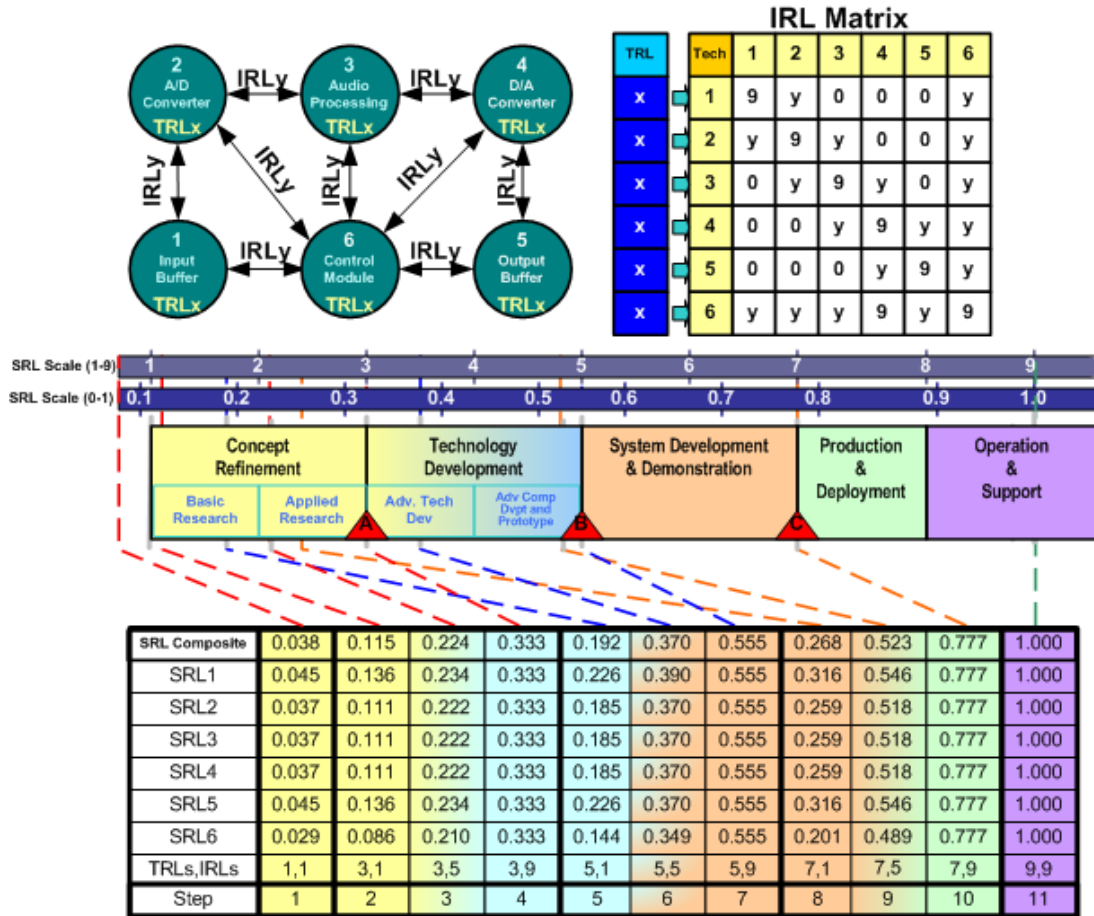 IRL Matrix
2
A/D
Converter
TRLx
IRLy
3
Audio
Processing
TRLx
IRLy
4
D/A
Converter
TRLx
IRLy
IRLy
IRLy
IRLy
IRLy
1
Input
Buffer
TRLx
IRLy
6
Control
Module
TRLx
IRLy
5
Output
Buffer
TRLx
TRL Tech 1 2 3 4 5 6
x 1 9 y 0 0 0 y
x 2 y 9 y 0 0 y
x 3 0 y 9 y 0 y
x 4 0 0 y 9 y y
x 5 0 0 0 y 9 y
x 6 y y y 9 y 9
SRL Scale (1-9) 1 2 3 4 5 6 7 8 9
SRL Scale (0-1) 0.1 0.2 0.3 0.4 0.5 0.6 0.7 0.8 0.9 1.0
Concept
Refinement
Technology
Development
System Development
& Demonstration
Production
&
Deployment
Operation
&
Support
Basic
Research
Applied
Research
Adv. Tech
Dev
Adv Comp
Dvpt and
Prototype
A
B
C
SRL Composite 0.038 0.115 0.224 0.333 0.192 0.370 0.555 0.268 0.523 0.777 1.000
SRL1 0.045 0.136 0.234 0.333 0.226 0.390 0.555 0.316 0.546 0.777 1.000
SRL2 0.037 0.111 0.222 0.333 0.185 0.370 0.555 0.259 0.518 0.777 1.000
SRL3 0.037 0.111 0.222 0.333 0.185 0.370 0.555 0.259 0.518 0.777 1.000
SRL4 0.037 0.111 0.222 0.333 0.185 0.370 0.555 0.259 0.518 0.777 1.000
SRL5 0.045 0.136 0.234 0.333 0.226 0.370 0.555 0.316 0.546 0.777 1.000
SRL6 0.029 0.086 0.210 0.333 0.144 0.349 0.555 0.201 0.489 0.777 1.000
TRLs,IRLs 1,1 3,1 3,5 3,9 5,1 5,5 5,9 7,1 7,5 7,9 9,9
Step 1 2 3 4 5 6 7 8 9 10 11